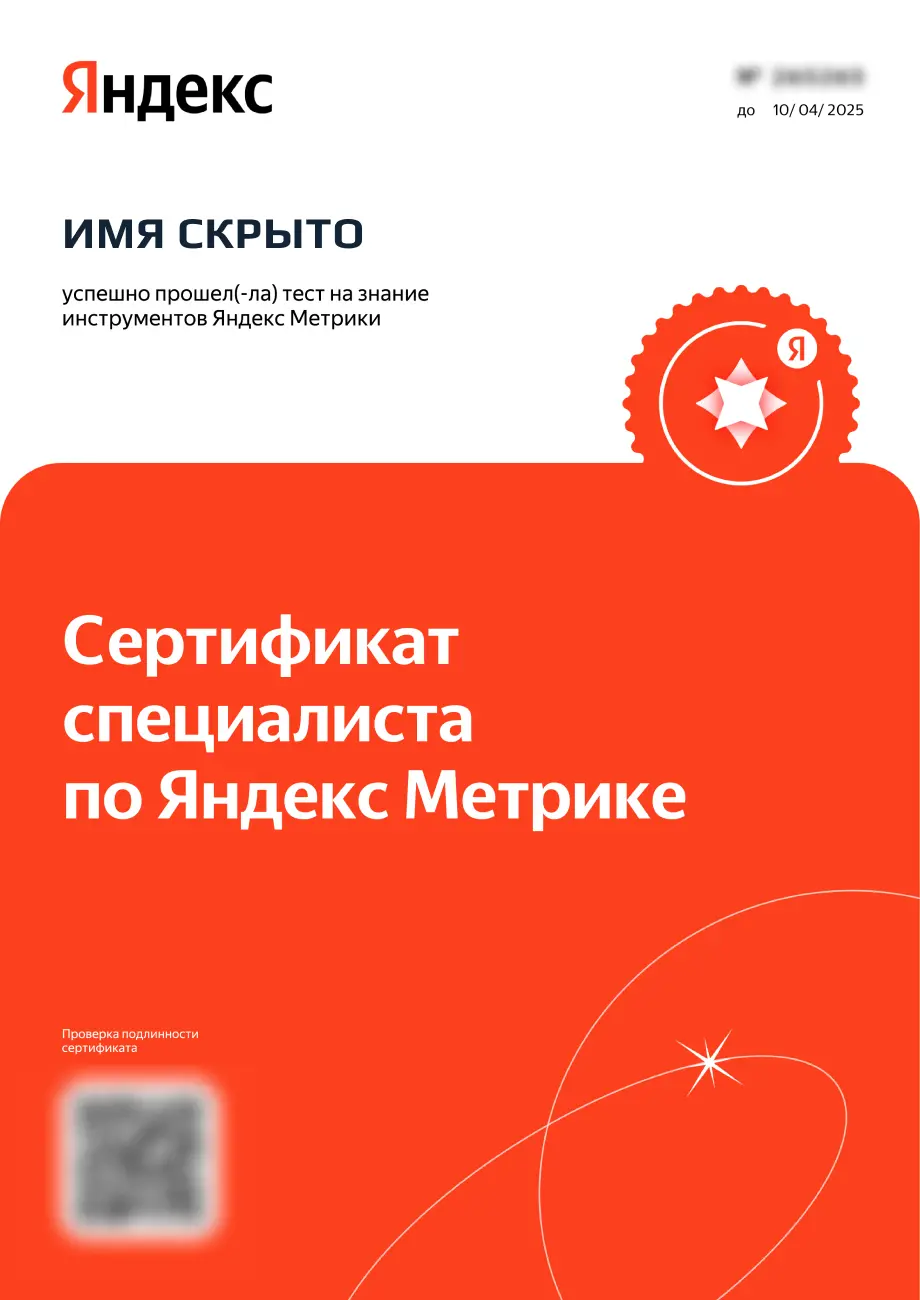 Яндекс
до 10/ 04/ 2025
ИМЯ СКРЫТО
успешно прошел(-ла) тест на знание
инструментов Яндекс Метрики
Я
Сертификат
специалиста
по Яндекс Метрике
Проверка подлинности
сертификата